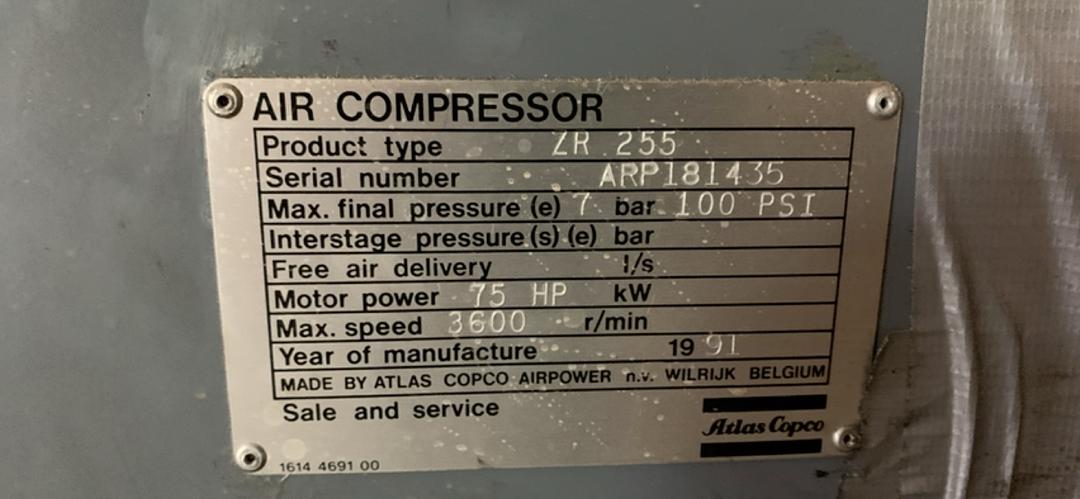 AIR COMPRESSOR
Product type ZR 255
Serial number ARP181435
Max. final pressure (e) 7 bar 100 PSI
Interstage pressure(s) (e) bar
Free air delivery l/s
Motor power 75 HP kW
Max. speed 3600 r/min
Year of manufacture 19 91
MADE BY ATLAS COPCO AIRPOWER n.v. WILRIJK BELGIUM
Sale and service
Atlas Copco
1614 4691 00